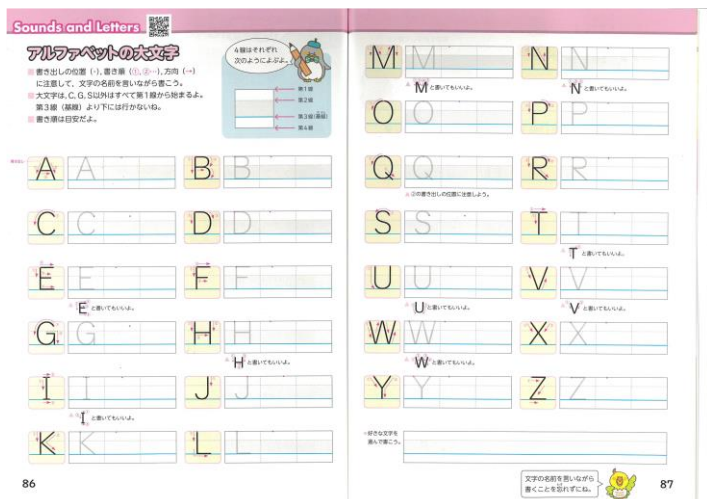 Sounds and Letters
アルファベットの大文字
書き出しの位置（・），書き順（①，②…），方向（→）
に注意して，文字の名前を言いながら書こう。
大文字は，C, G, S以外はすべて第1線から始まるよ。
第3線（基線）より下には行かないね。
書き順は目安だよ。
4線はそれぞれ
次のようによぶよ。
第1線
第2線
第3線（基線）
第4線
A A
B B
C C
D D
E E
Eと書いてもいいよ。
F F
G G
H H
Hと書いてもいいよ。
I I
Iと書いてもいいよ。
J J
K K
L L
86
M M
Mと書いてもいいよ。
N N
Nと書いてもいいよ。
O O
P P
Q Q
②の書き出しの位置に注意しよう。
R R
S S
T T
Tと書いてもいいよ。
U U
Uと書いてもいいよ。
V V
Vと書いてもいいよ。
W W
Wと書いてもいいよ。
X X
Y Y
Z Z
好きな文字を
選んで書こう。
文字の名前を言いながら
書くことを忘れずにね。
87